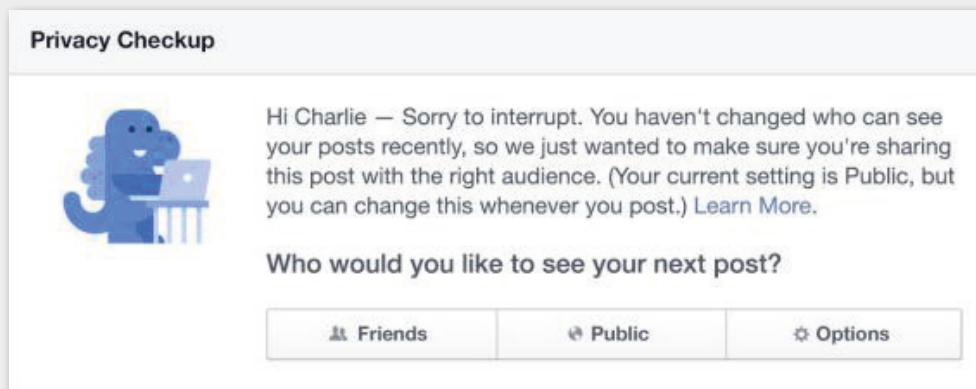 Privacy Checkup
Hi Charlie — Sorry to interrupt. You haven't changed who can see
your posts recently, so we just wanted to make sure you're sharing
this post with the right audience. (Your current setting is Public, but
you can change this whenever you post.) Learn More.
Who would you like to see your next post?
Friends Public Options